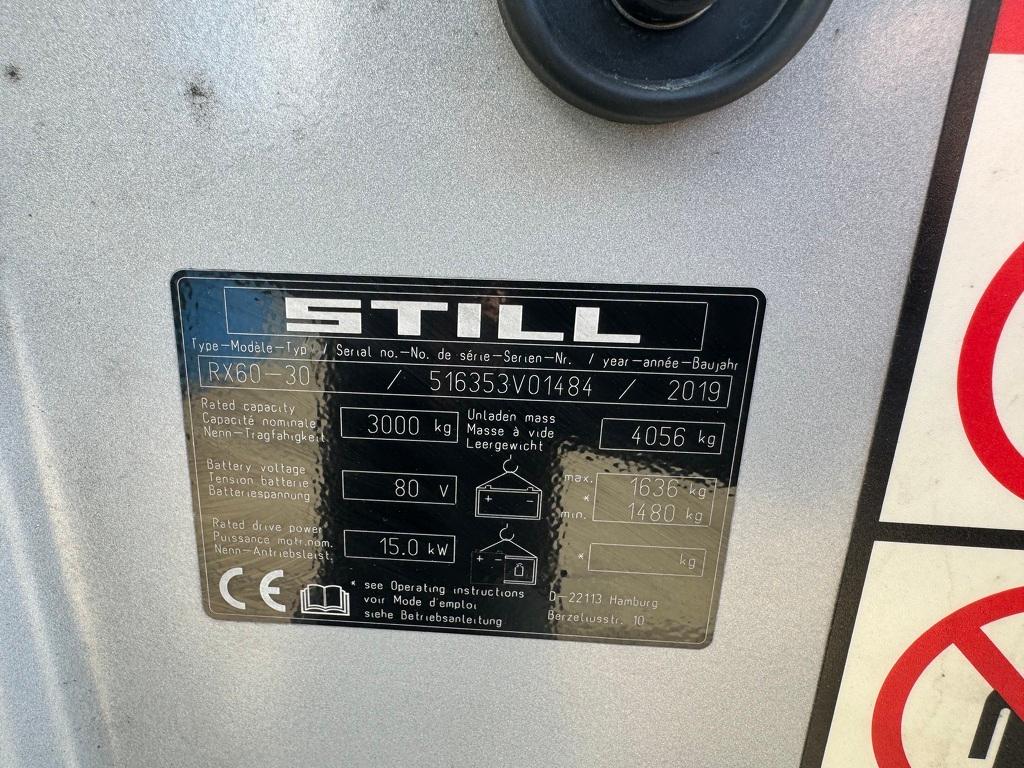 STILL
Type-Modèle-Typ / Serial no.-No. de série-Serien-Nr. / year-année-Baujahr
RX60-30 / 516353V01484 / 2019
Rated capacity
Capacité nominale
Nenn-Tragfähigkeit
3000 kg
Unladen mass
Masse à vide
Leergewicht
4056 kg
Battery voltage
Tension batterie
Batteriespannung
80 V
+ -
max. 1636 kg
*
min. 1480 kg
Rated drive power
Puissance motr.nom.
Nenn-Antriebsleist.
15.0 kW
+ -
* kg
CE
* see Operating instructions
voir Mode d'emploi
siehe Betriebsanleitung
D-22113 Hamburg
Berzeliusstr. 10